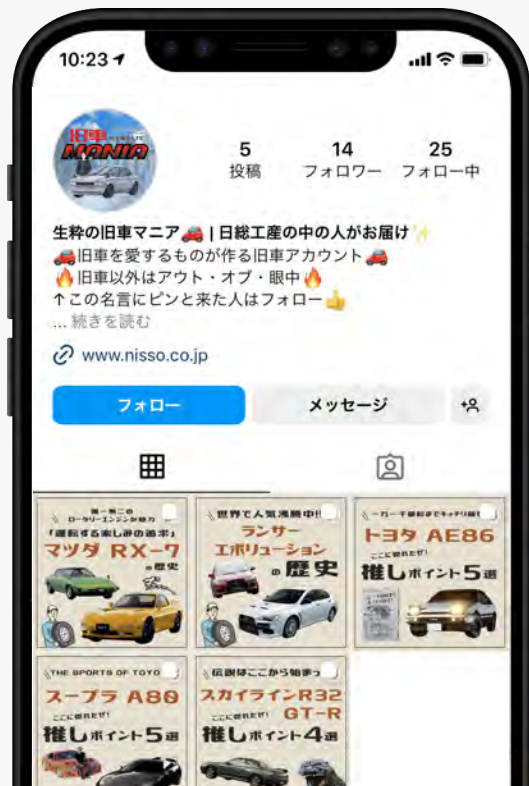 10:23
旧車
MANIA
5
14
25
投稿
フォロワー
フォロー中
生粋の旧車マニア🚗 | 日総工産の中の人がお届け✨
🚗旧車を愛するものが作る旧車アカウント🚗
🔥旧車以外はアウト・オブ・眼中🔥
↑この名言にピンと来た人はフォロー👍
... 続きを読む
www.nisso.co.jp
フォロー
メッセージ
唯一無二の
ロータリーエンジンが魅力
「運転する楽しみの追求」
マツダ RX-7
の歴史
世界で人気沸騰中!!
ランサー
エボリューション
の歴史
トヨタ AE86
ここに惚れたぜ!
推しポイント5選
THE SPORTS OF TOYO
スープラ A80
ここに惚れたぜ!
推しポイント5選
伝説はここから始まっ
スカイラインR32
ここに惚れたぜ!
GT-R
推しポイント4選